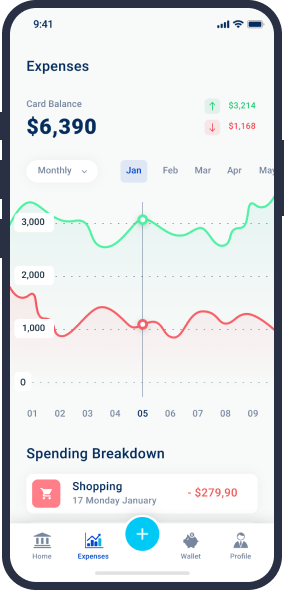 9:41
Expenses
Card Balance
$6,390
$3,214
$1,168
Monthly
Jan Feb Mar Apr May
3,000
2,000
1,000
0
01 02 03 04 05 06 07 08 09
Spending Breakdown
Shopping
17 Monday January
- $279,90
Home Expenses Wallet Profile